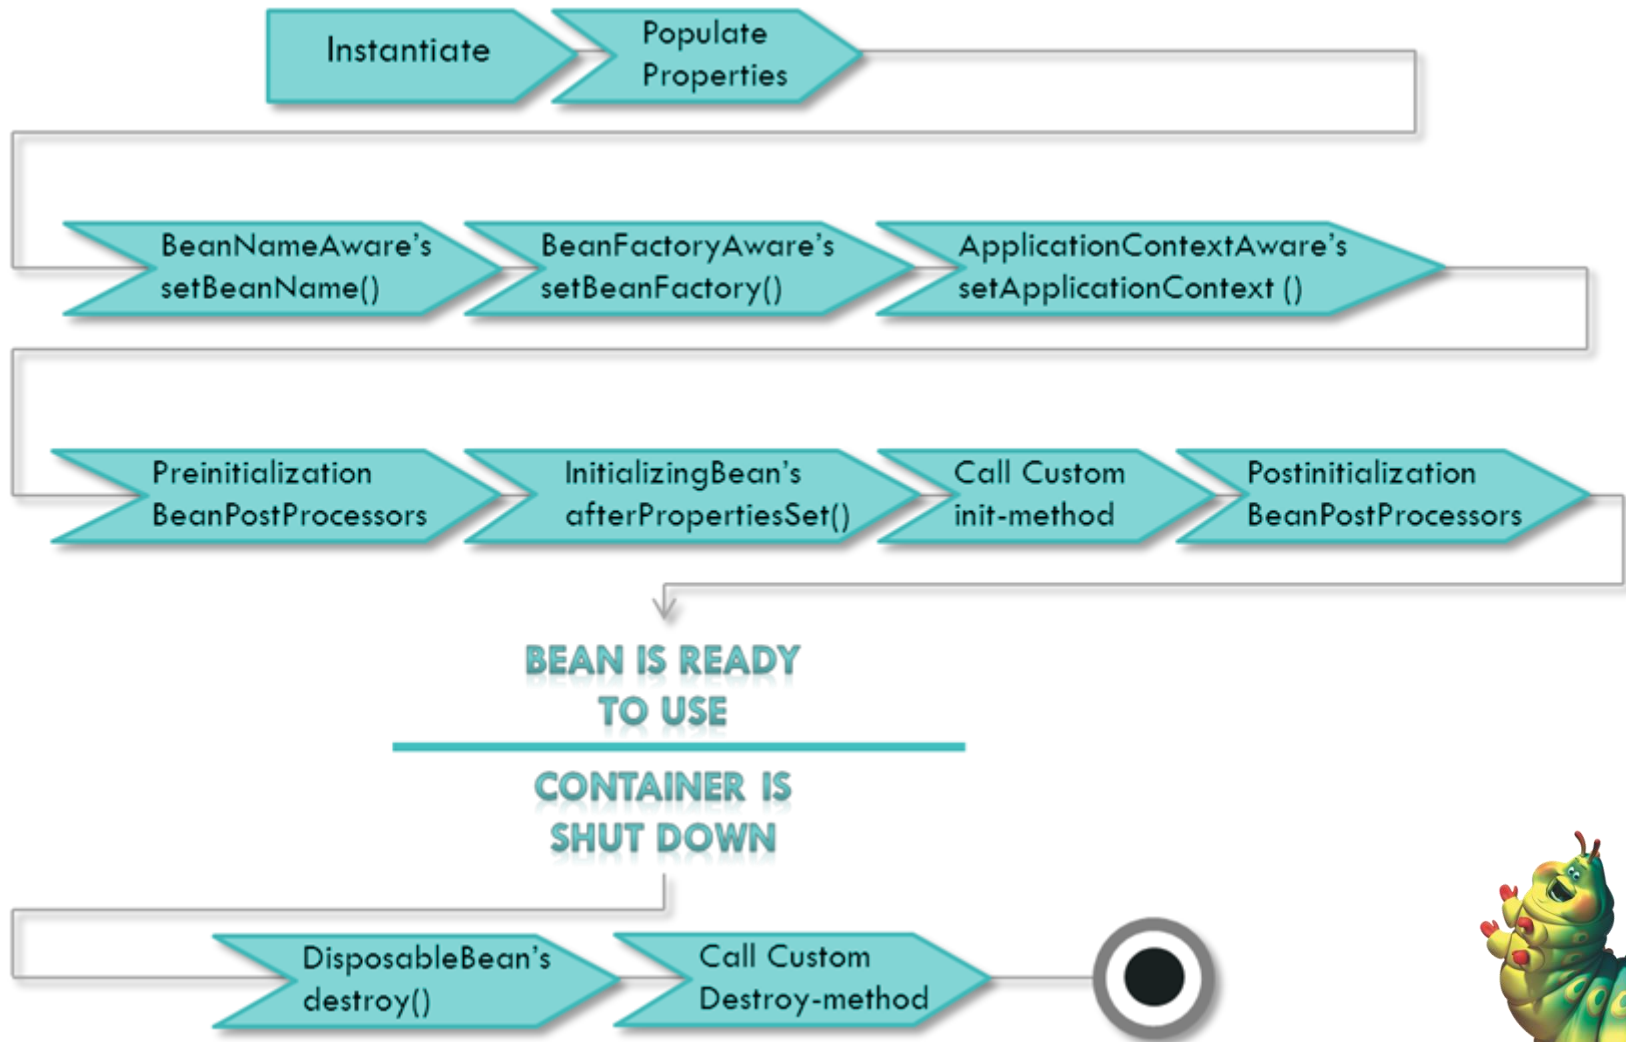 Instantiate
Populate
Properties
BeanNameAware's
setBeanName()
BeanFactoryAware's
setBeanFactory()
ApplicationContextAware's
setApplicationContext ()
Preinitialization
BeanPostProcessors
InitializingBean's
afterPropertiesSet()
Call Custom
init-method
Postinitialization
BeanPostProcessors
BEAN IS READY
TO USE
CONTAINER IS
SHUT DOWN
DisposableBean's
destroy()
Call Custom
Destroy-method